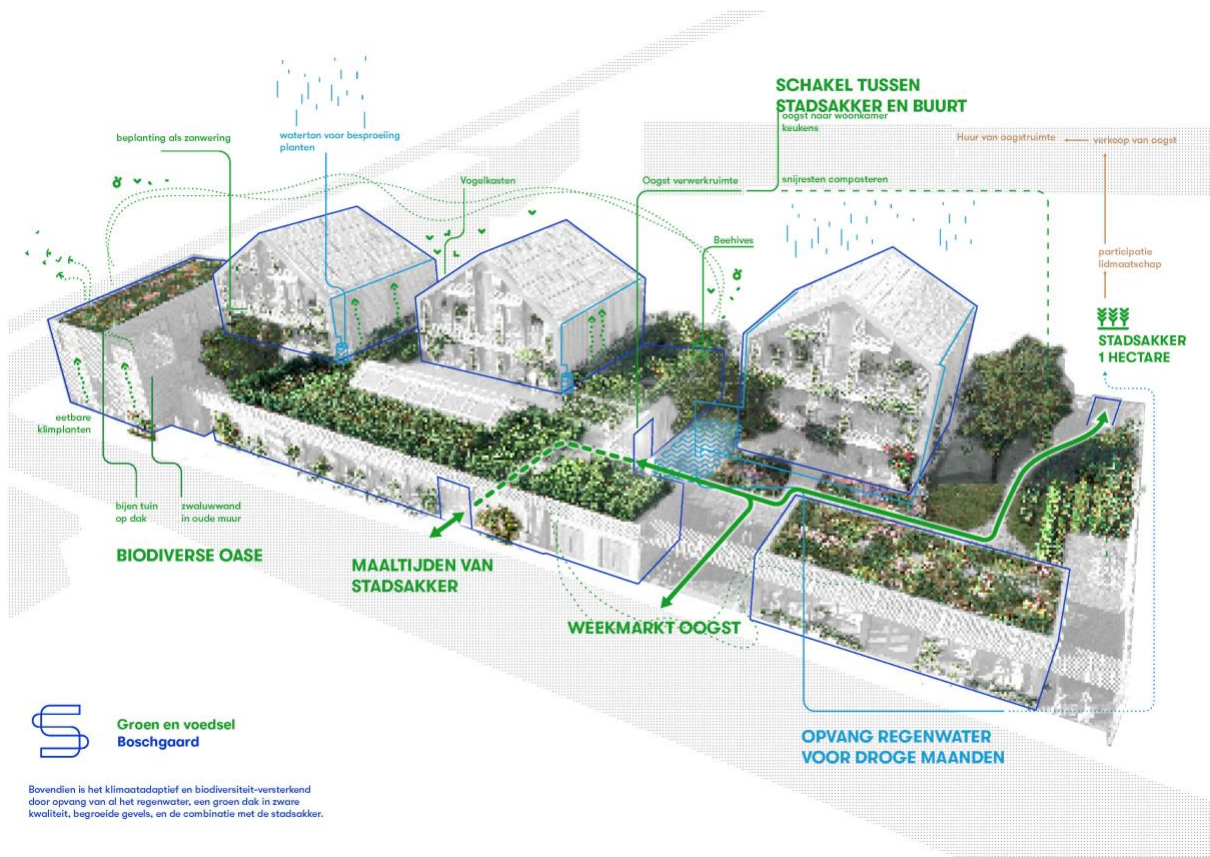 SCHAKEL TUSSEN
STADSAKKER EN BUURT
oogst naar woonkamer
keukens
beplanting als zonwering
waterton voor besproeiing
planten
Huur van oogstruimte
verkoop van oogst
Vogelkasten
Oogst verwerkruimte
snijresten composteren
Beehives
participatie
lidmaatschap
STADSAKKER
1 HECTARE
eetbare
klimplanten
bijen tuin
op dak
zwaluwwand
in oude muur
BIODIVERSE OASE
MAALTIJDEN VAN
STADSAKKER
WEEKMARKT OOGST
OPVANG REGENWATER
VOOR DROGE MAANDEN
Groen en voedsel
Boschgaard
Bovendien is het klimaatadaptief en biodiversiteit-versterkend
door opvang van al het regenwater, een groen dak in zware
kwaliteit, begroeide gevels, en de combinatie met de stadsakker.